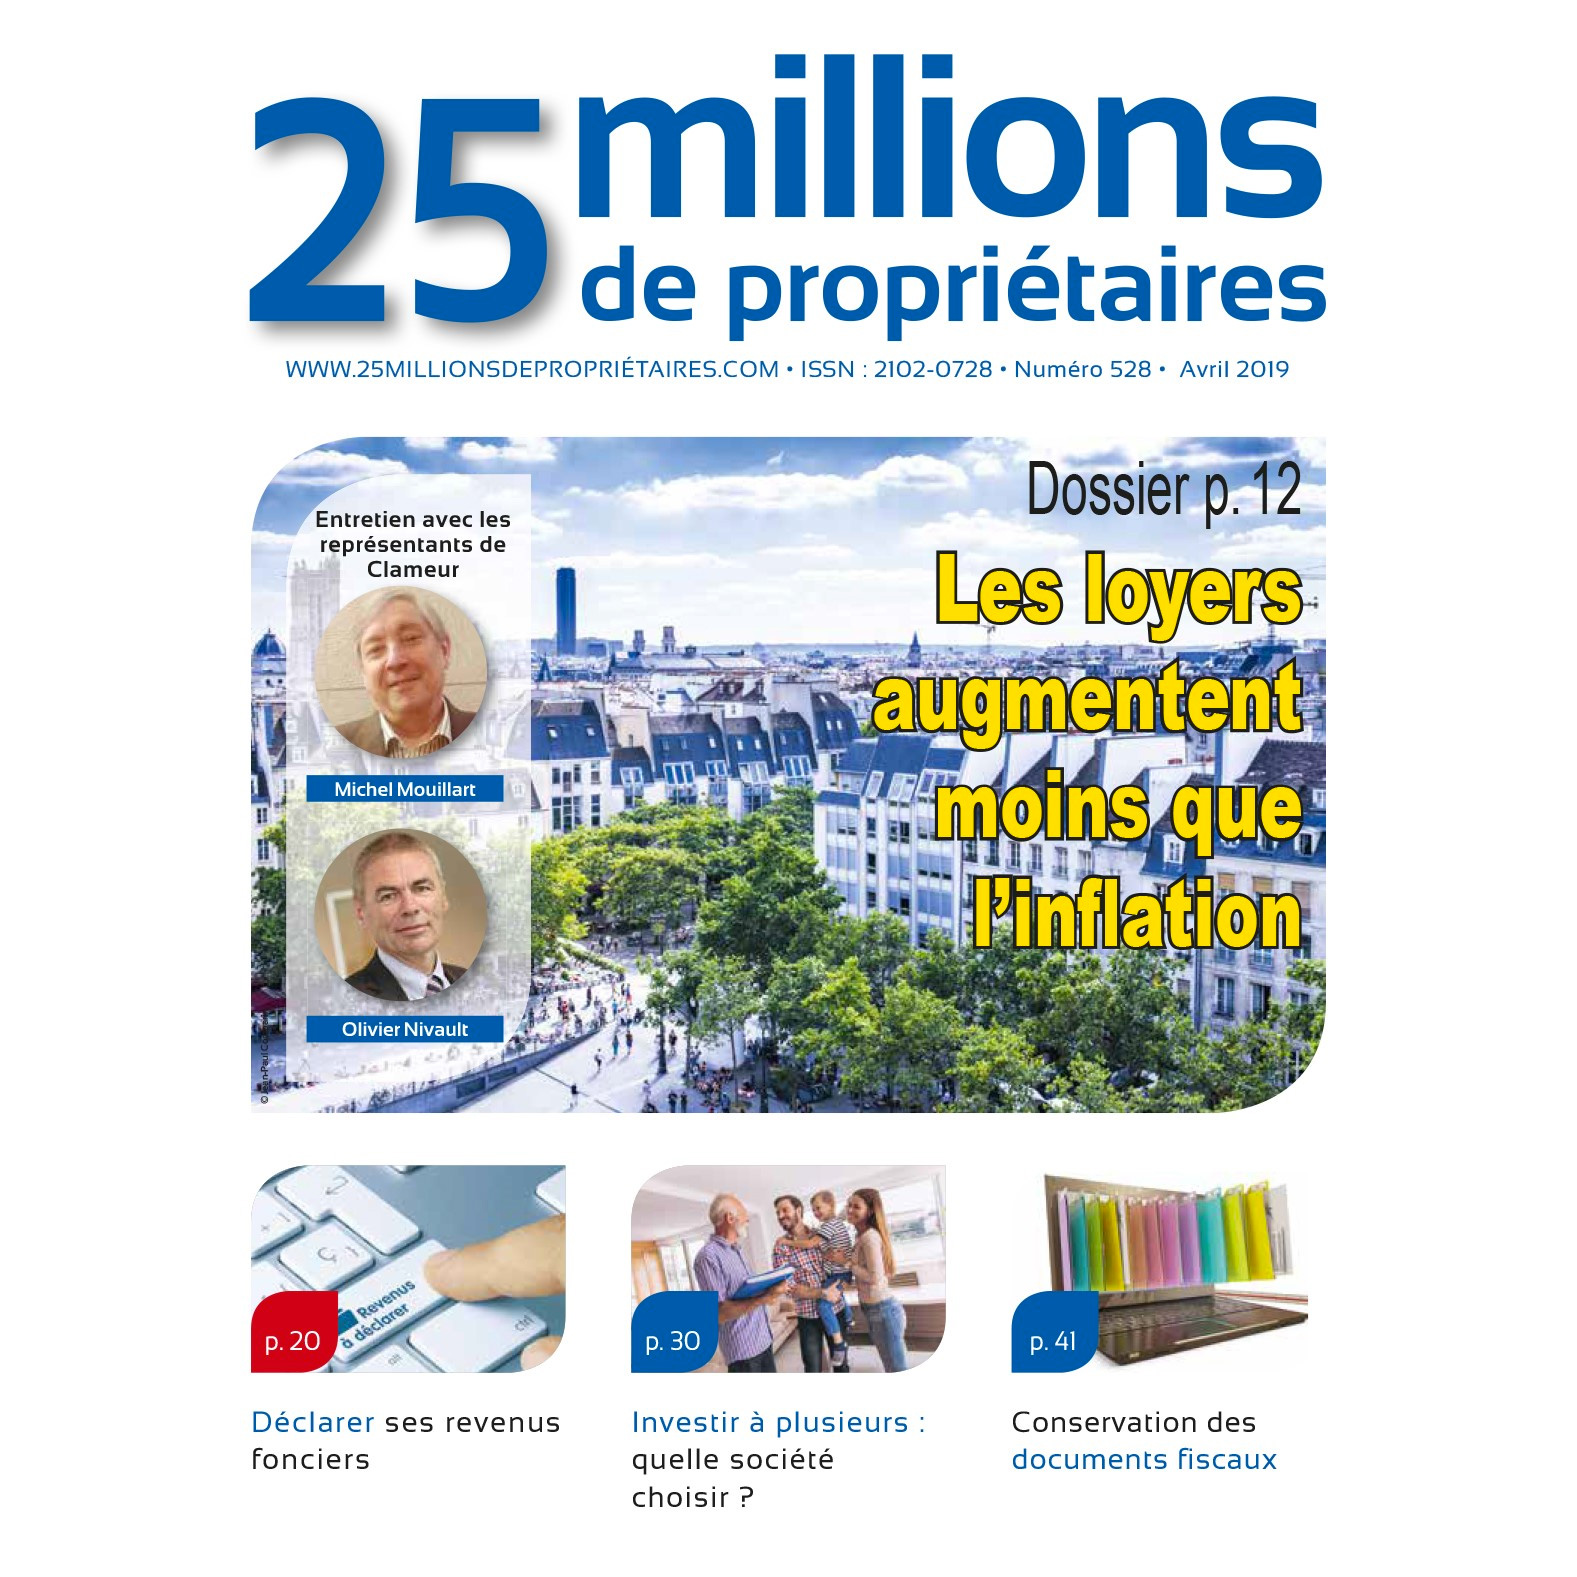 25 millions
de propriétaires
WWW.25MILLIONSDEPROPRIÉTAIRES.COM • ISSN : 2102-0728 • Numéro 528 • Avril 2019
Dossier p. 12
Les loyers
augmentent
moins que
l'inflation
Entretien avec les
représentants de
Clameur
Michel Mouillart
Olivier Nivault
Revenus
à déclarer
alt
ctrl
p. 20
p. 30
p. 41
Déclarer ses revenus
fonciers
Investir à plusieurs :
quelle société
choisir ?
Conservation des
documents fiscaux